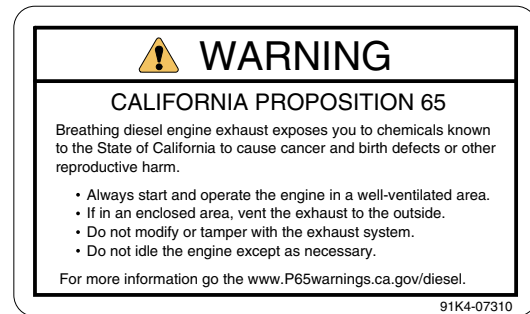 WARNING
CALIFORNIA PROPOSITION 65
Breathing diesel engine exhaust exposes you to chemicals known
to the State of California to cause cancer and birth defects or other
reproductive harm.
• Always start and operate the engine in a well-ventilated area.
• If in an enclosed area, vent the exhaust to the outside.
• Do not modify or tamper with the exhaust system.
• Do not idle the engine except as necessary.
For more information go the www.P65warnings.ca.gov/diesel.
91K4-07310